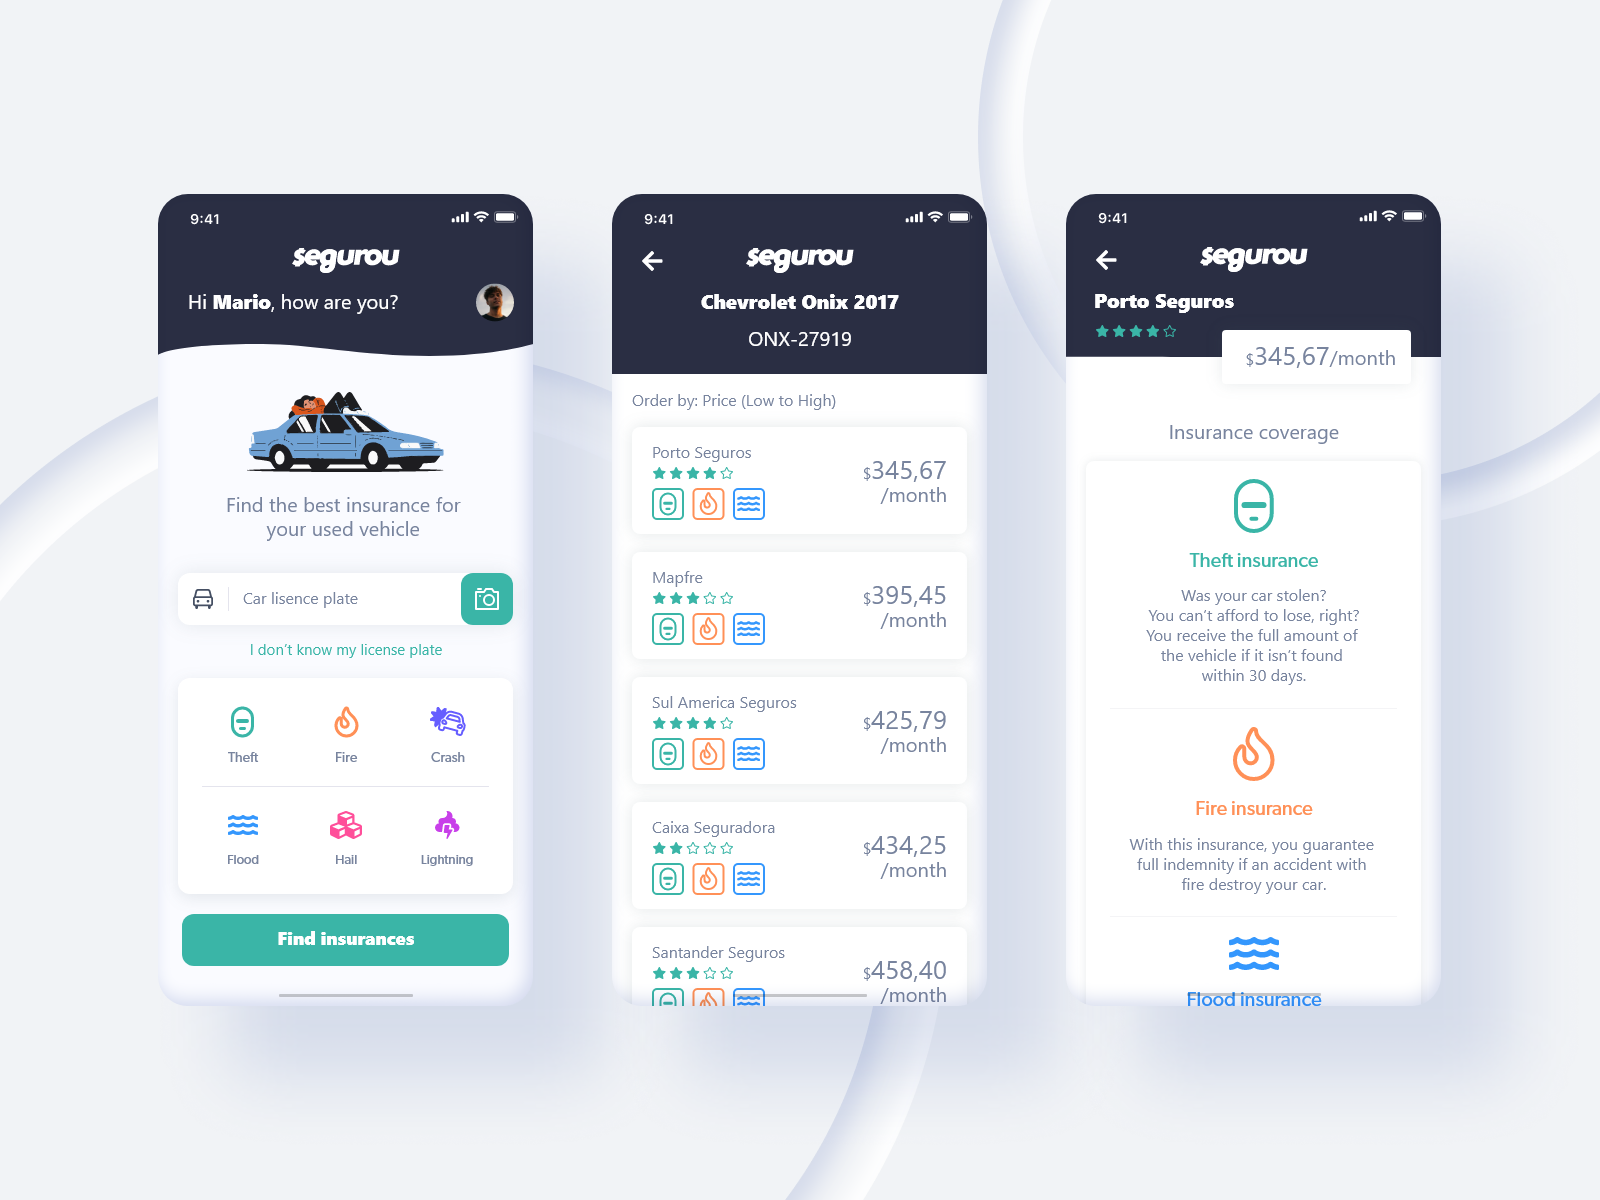 9:41
$egurou
Hi Mario, how are you?
Find the best insurance for
your used vehicle
Car lisence plate
I don't know my license plate
Theft
Fire
Crash
Flood
Hail
Lightning
Find insurances
9:41
$egurou
Chevrolet Onix 2017
ONX-27919
Order by: Price (Low to High)
Porto Seguros
$345,67
/month
Mapfre
$395,45
/month
Sul America Seguros
$425,79
/month
Caixa Seguradora
$434,25
/month
Santander Seguros
$458,40
/month
9:41
$egurou
Porto Seguros
$345,67/month
Insurance coverage
Theft insurance
Was your car stolen?
You can't afford to lose, right?
You receive the full amount of
the vehicle if it isn't found
within 30 days.
Fire insurance
With this insurance, you guarantee
full indemnity if an accident with
fire destroy your car.
Flood insurance